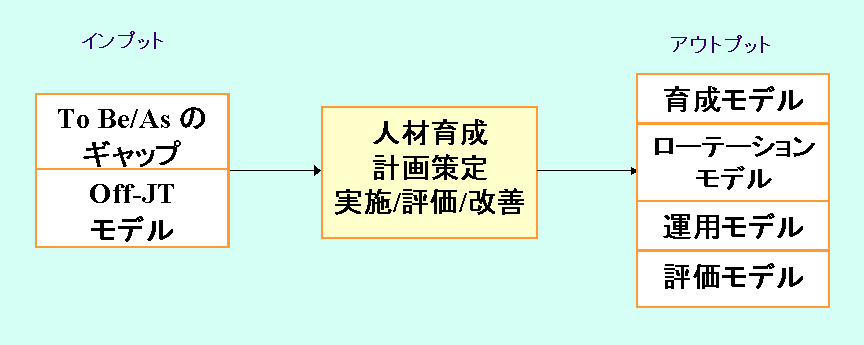 インプット
To Be/As の
ギャップ
Off-JT
モデル
人材育成
計画策定
実施/評価/改善
アウトプット
育成モデル
ローテーション
モデル
運用モデル
評価モデル